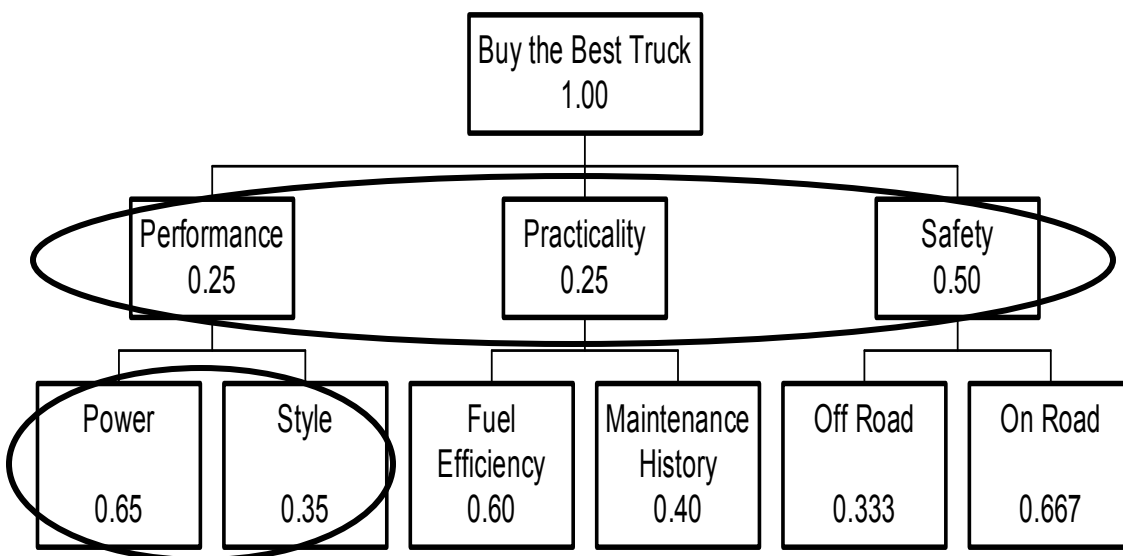 Buy the Best Truck
1.00
Performance
0.25
Practicality
0.25
Safety
0.50
Power
0.65
Style
0.35
Fuel
Efficiency
0.60
Maintenance
History
0.40
Off Road
0.333
On Road
0.667